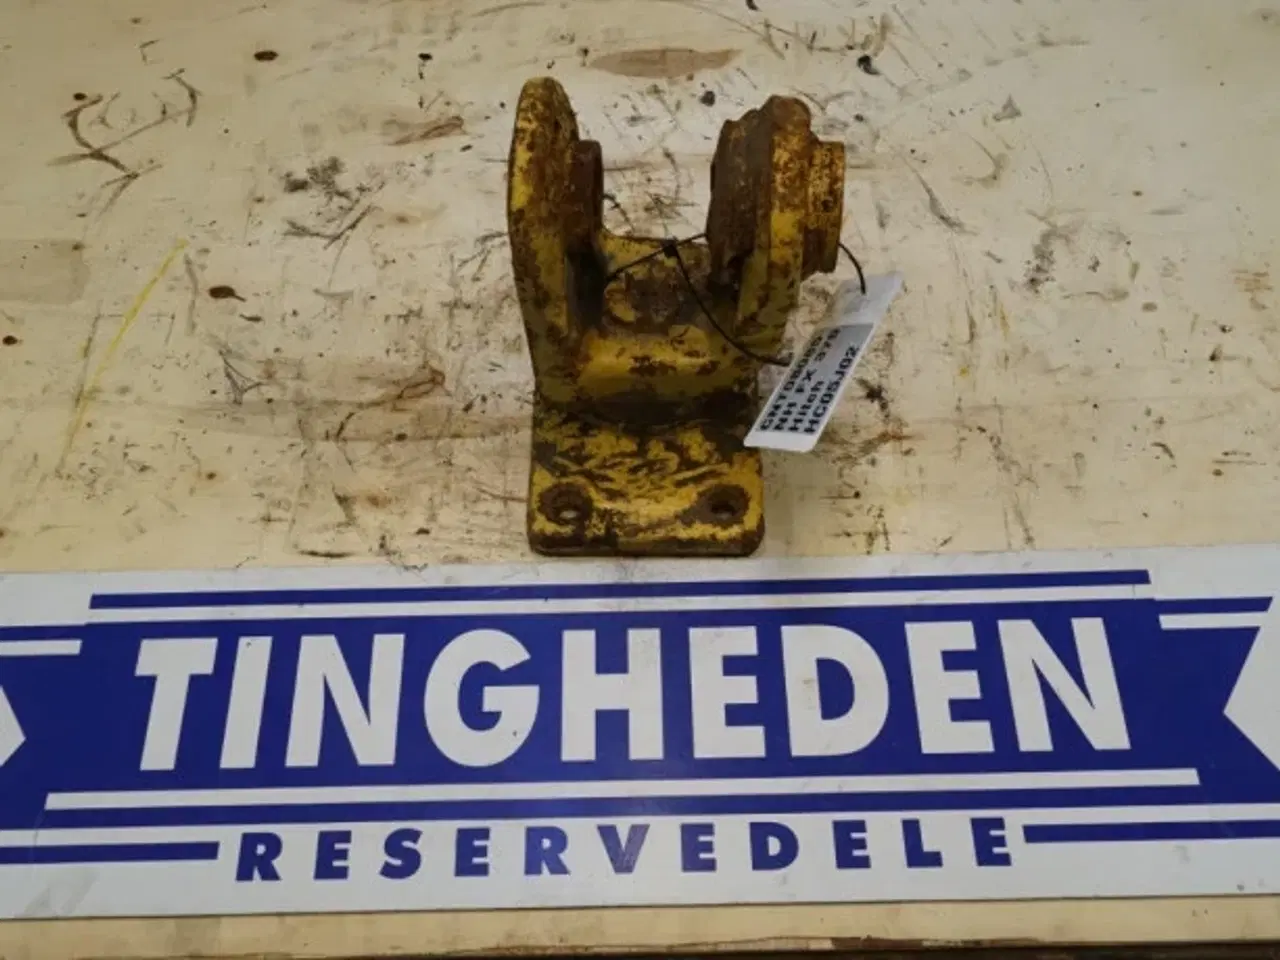 NH FX 375
Hitch
HC05J02
TINGHEDEN
RESERVEDELE